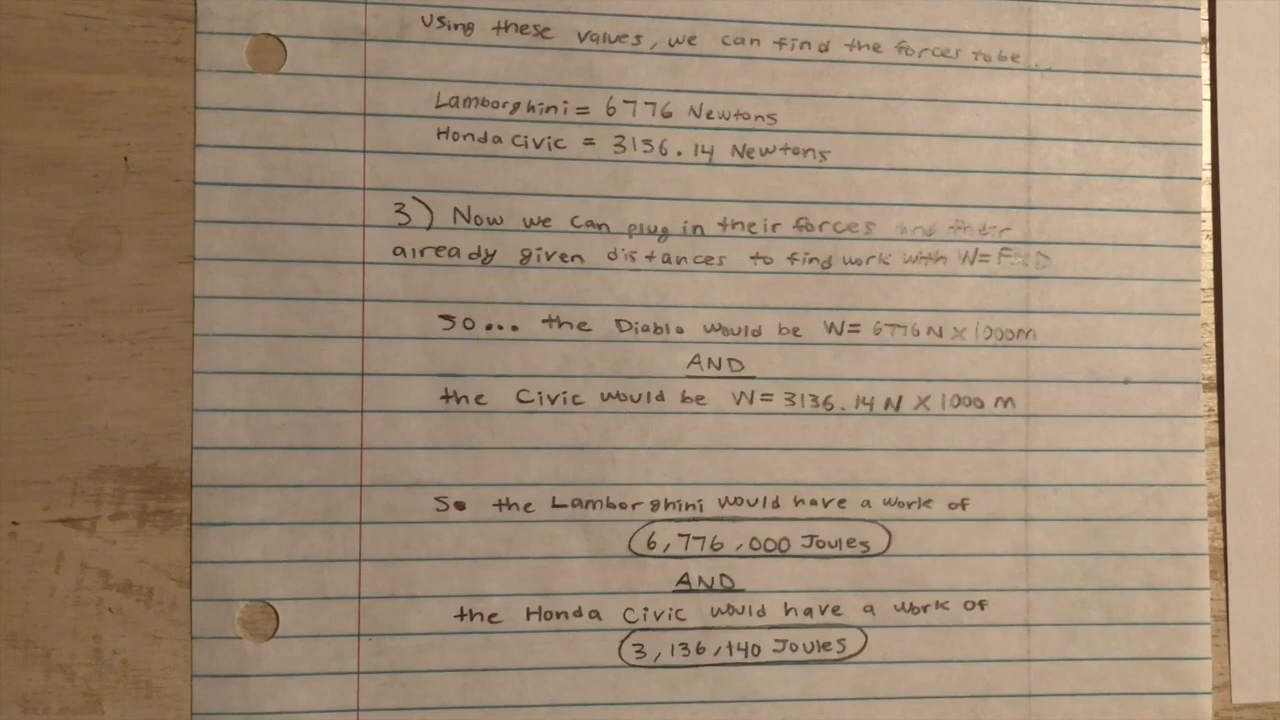 Using these values, we can find the forces to be...
Lamborghini = 6776 Newtons
Honda Civic = 3136.14 Newtons
3) Now we can plug in their forces and their
already given distances to find work with W= F×D
So... the Diablo would be W= 6776 N X 1000m
AND
the Civic would be W= 3136.14 N X 1000 m
So the Lamborghini would have a work of
6,776,000 Joules
AND
the Honda Civic would have a work of
3,136,140 Joules